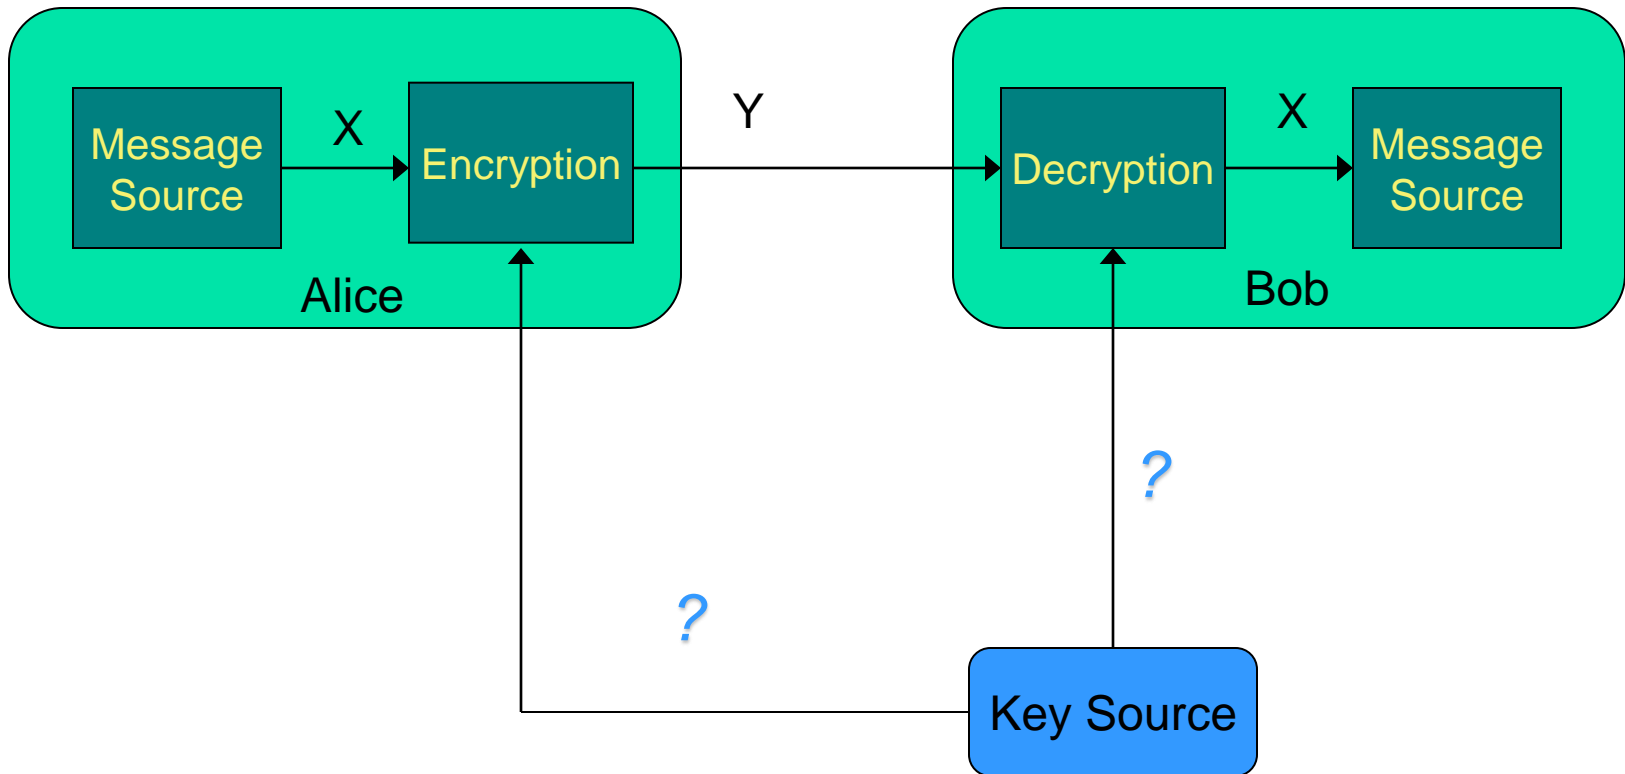 Message
Source
X
Encryption
Y
Decryption
X
Message
Source
Alice
Bob
?
?
Key Source